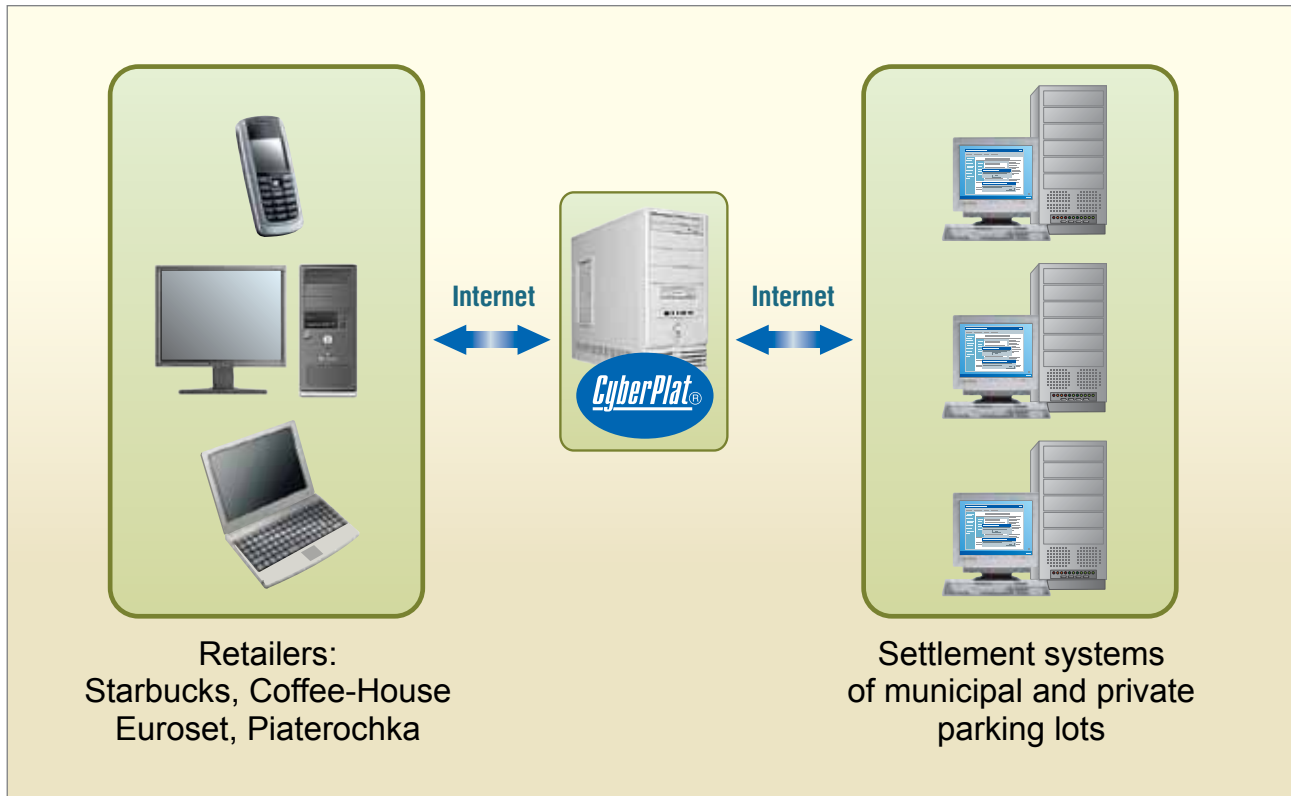 Internet
Internet
CyberPlat®
Retailers:
Starbucks, Coffee-House
Euroset, Piaterochka
Settlement systems
of municipal and private
parking lots